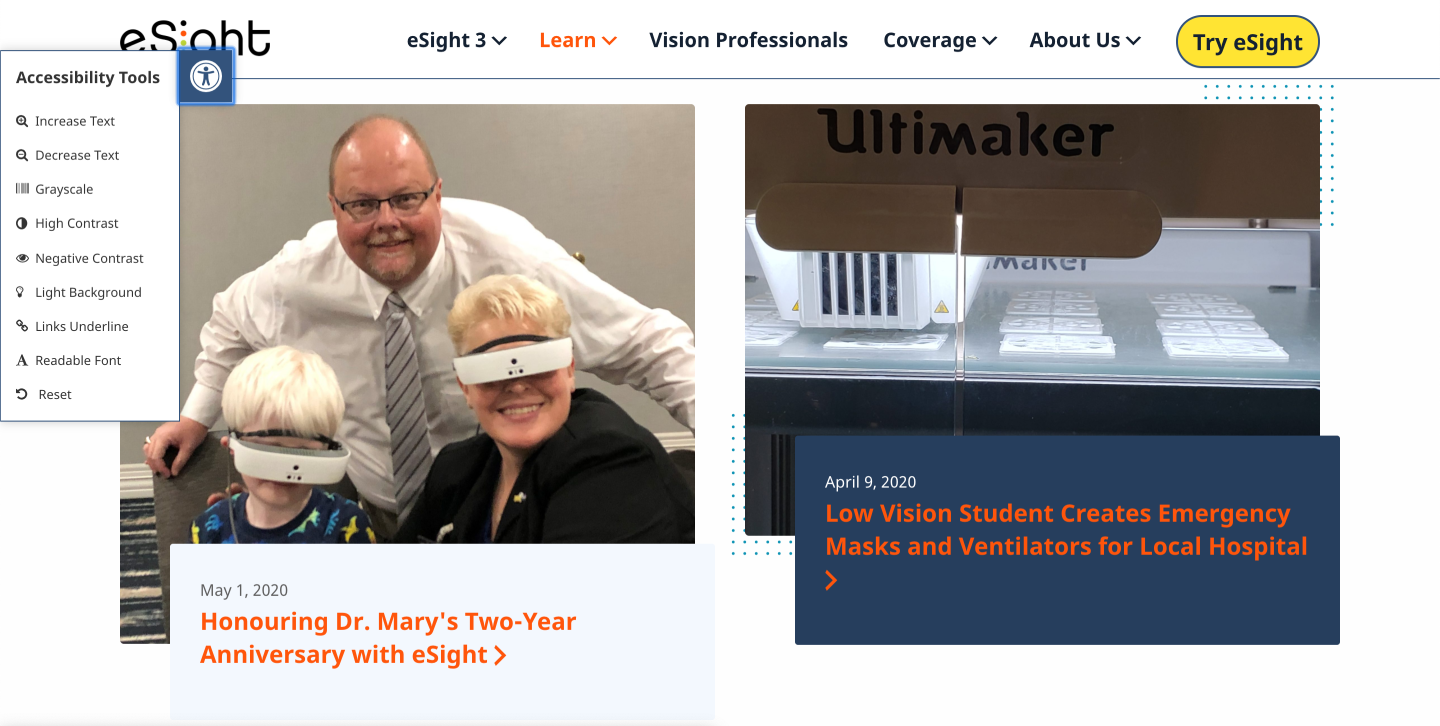 eSight
eSight 3
Learn
Vision Professionals
Coverage
About Us
Try eSight
Accessibility Tools
Increase Text
Decrease Text
Grayscale
High Contrast
Negative Contrast
Light Background
Links Underline
Readable Font
Reset
Ultimaker
imaker
May 1, 2020
Honouring Dr. Mary's Two-Year
Anniversary with eSight
April 9, 2020
Low Vision Student Creates Emergency
Masks and Ventilators for Local Hospital